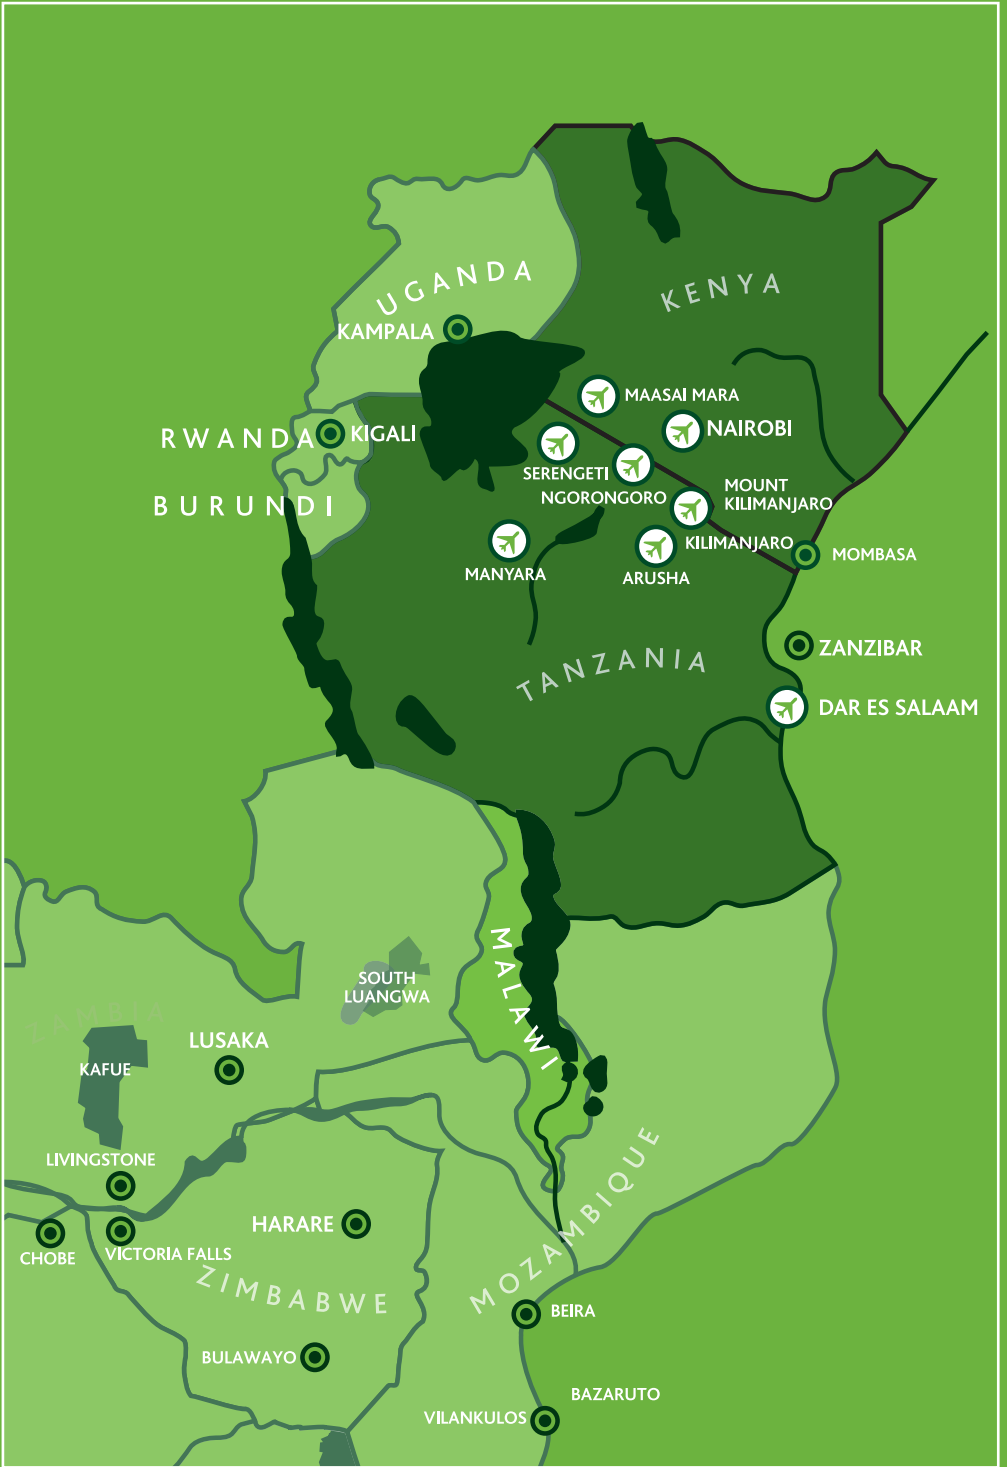 UGANDA
KENYA
KAMPALA
MAASAI MARA
RWANDA
KIGALI
NAIROBI
SERENGETI
NGORONGORO
MOUNT
KILIMANJARO
BURUNDI
KILIMANJARO
MOMBASA
MANYARA
ARUSHA
ZANZIBAR
TANZANIA
DAR ES SALAAM
MALAWI
SOUTH
LUANGWA
ZAMBIA
LUSAKA
KAFUE
LIVINGSTONE
MOZAMBIQUE
HARARE
CHOBE
VICTORIA FALLS
ZIMBABWE
BEIRA
BULAWAYO
BAZARUTO
VILANKULOS